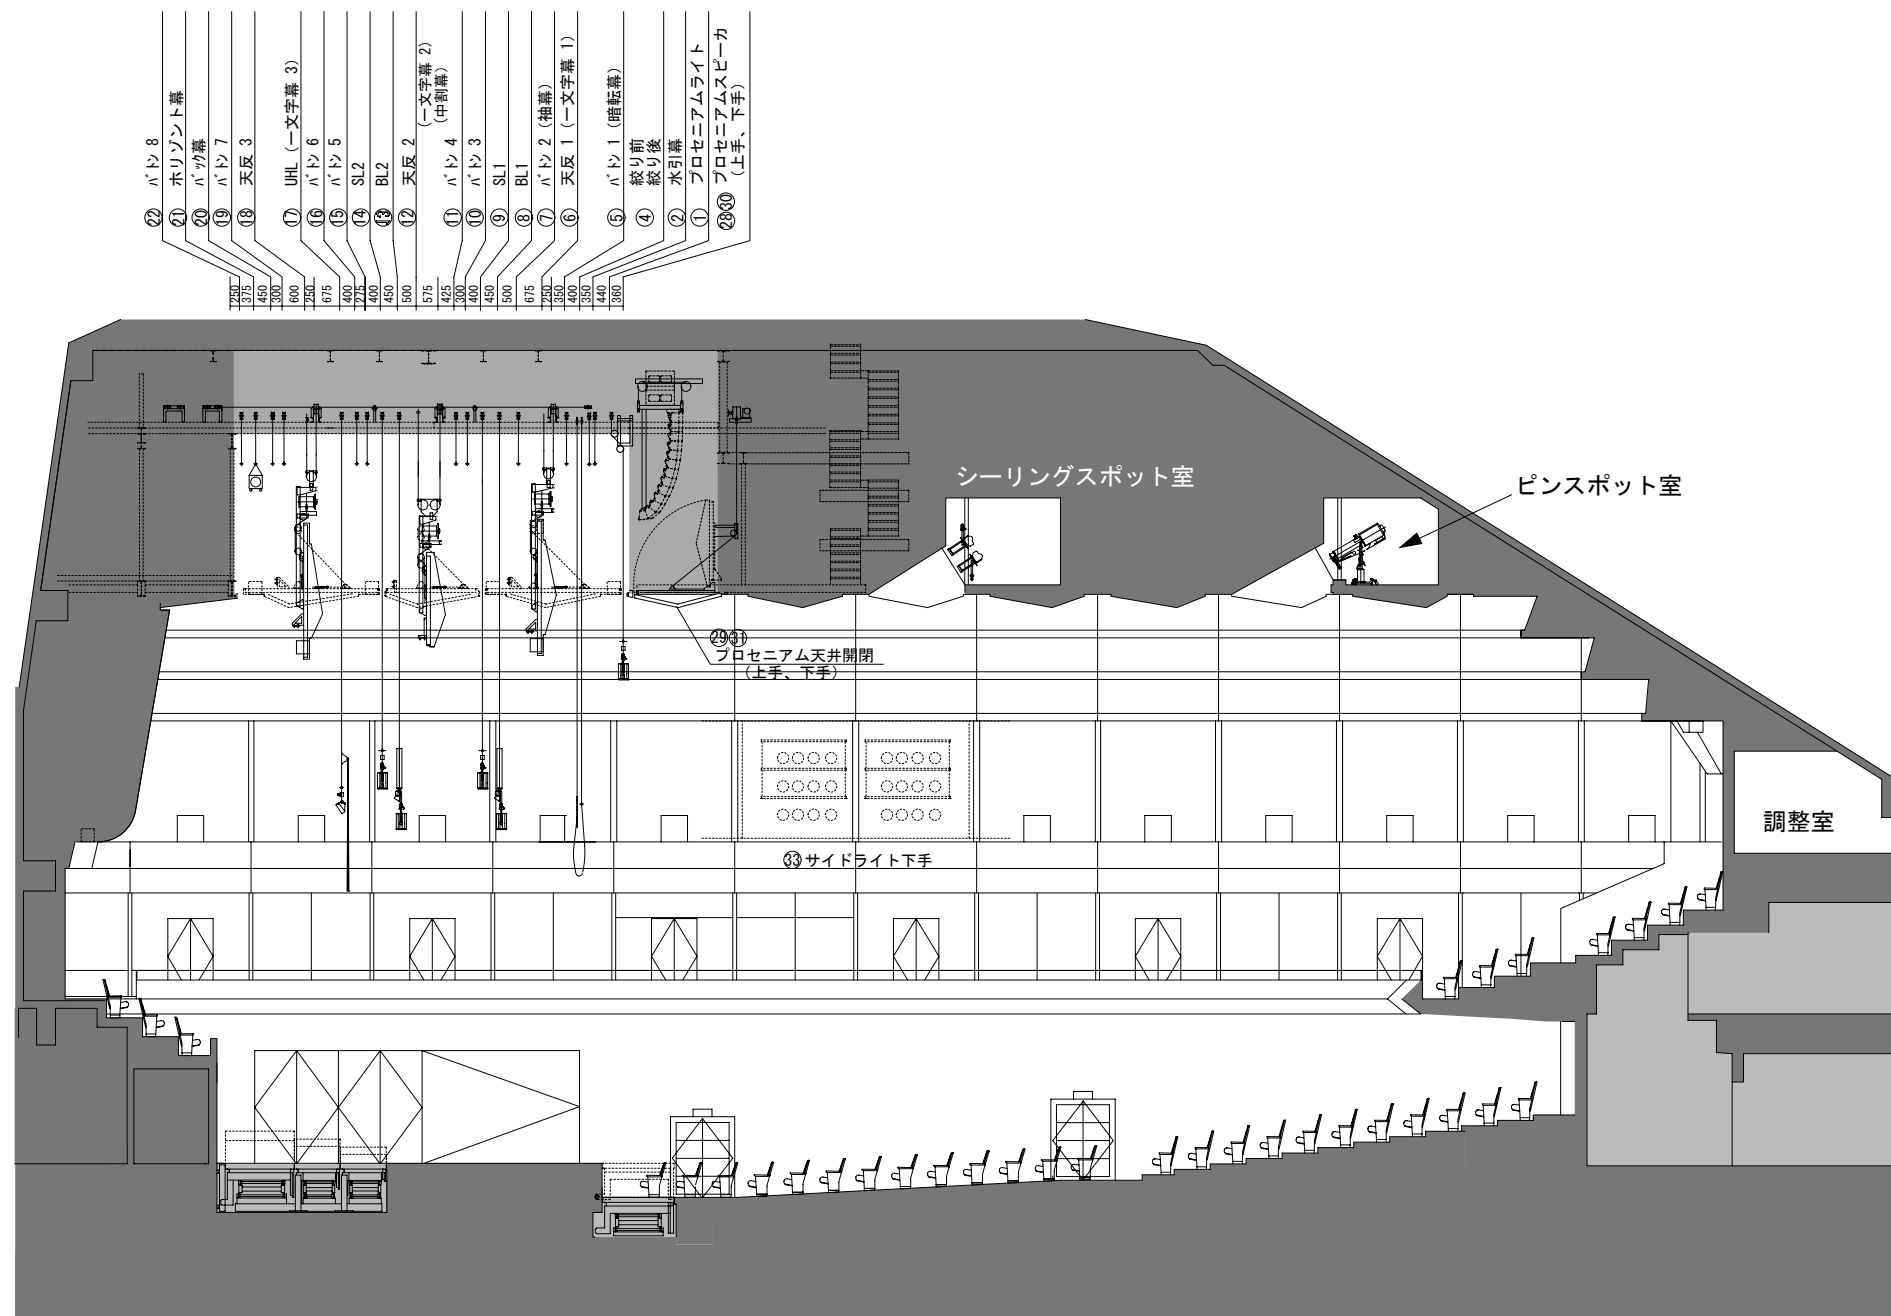 ㉒ バトン 8
㉑ ホリゾント幕
⑳ バック幕
⑲ バトン 7
⑱ 天反 3
⑰ UHL (一文字幕 3)
⑯ バトン 6
⑮ バトン 5
⑭ SL2
⑬ BL2
⑫ 天反 2
(一文字幕 2)
(中割幕)
⑪ バトン 4
⑩ バトン 3
⑨ SL1
⑧ BL1
⑦ バトン 2 (袖幕)
⑥ 天反 1 (一文字幕 1)
⑤ バトン 1 (暗転幕)
④ 絞り前
絞り後
② 水引幕
① プロセニアムライト
㉘㉚ プロセニアムスピーカ
(上手、下手)
250 375 450 300 600 250 675 400 275 400 450 500 575 425 300 400 450 500 675 250 350 400 350 440 360
シーリングスポット室
ピンスポット室
㉙㉛
プロセニアム天井開閉
(上手、下手)
調整室
㉝サイドライト下手